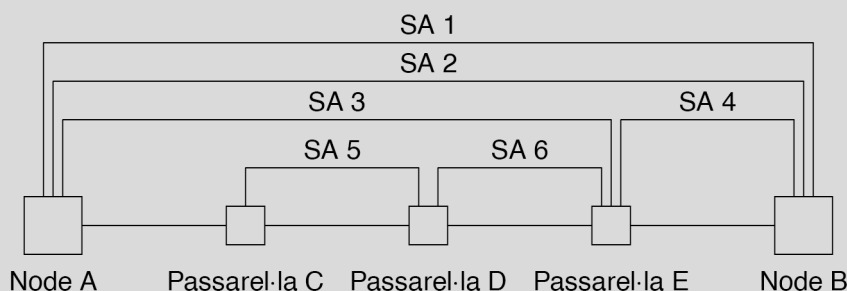 SA 1
SA 2
SA 3
SA 4
SA 5
SA 6
Node A
Passarel·la C
Passarel·la D
Passarel·la E
Node B